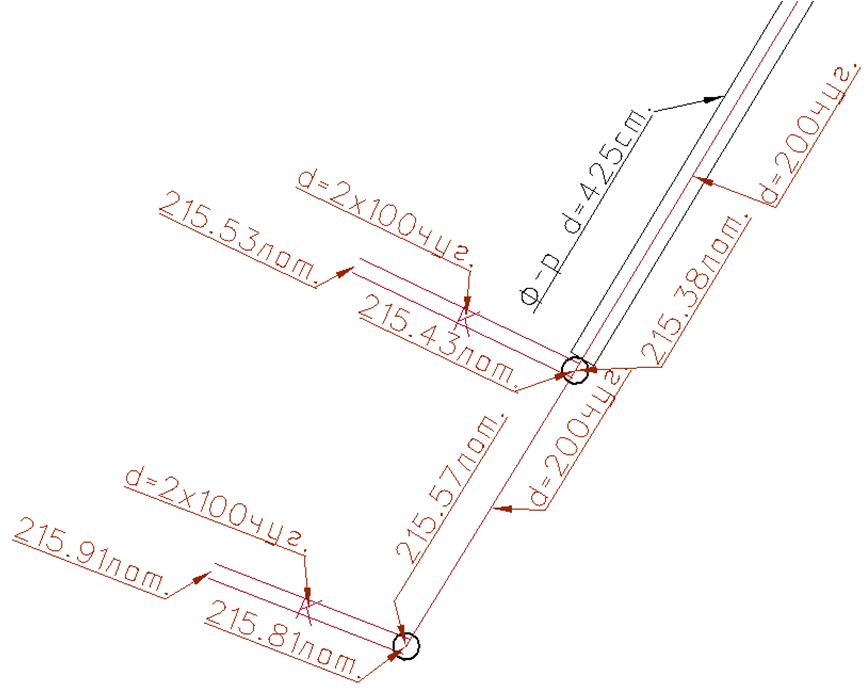 ф-р d=425ст.
d=200чуг.
d=2х100чуг.
215.53лот.
215.43лот.
215.38лот.
d=200чуг.
215.57лот.
d=2х100чуг.
215.91лот.
215.81лот.